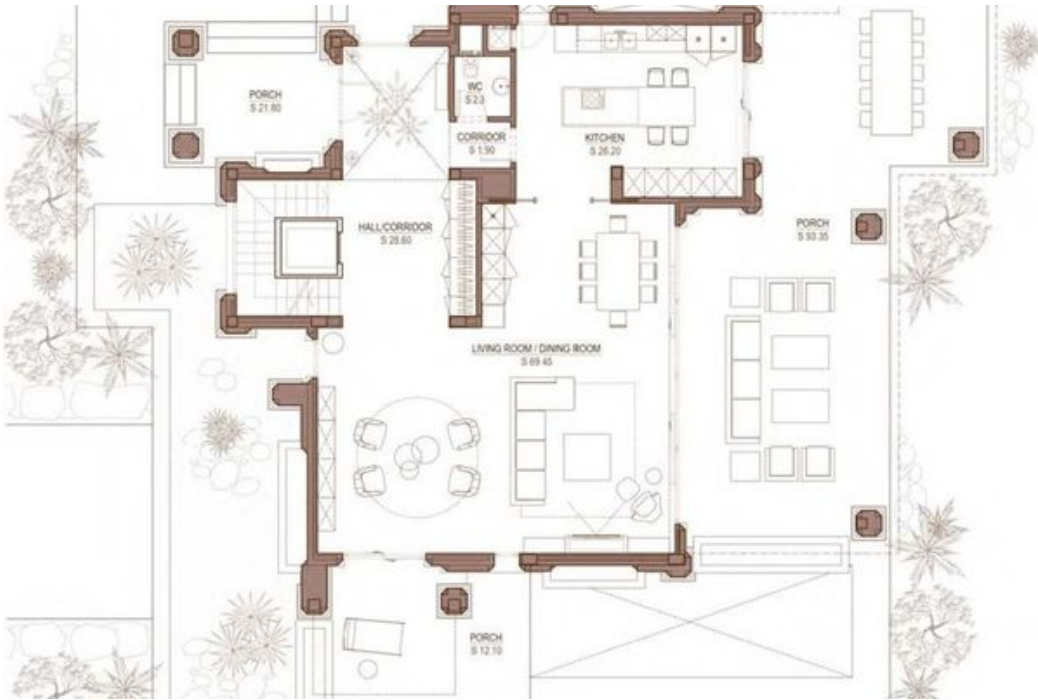 PORCH
S 21.80
WC
S 2.3
CORRIDOR
S 1.90
KITCHEN
S 26.20
HALL/CORRIDOR
S 28.60
PORCH
S 93.35
LIVING ROOM / DINING ROOM
S 69.45
PORCH
S 12.10